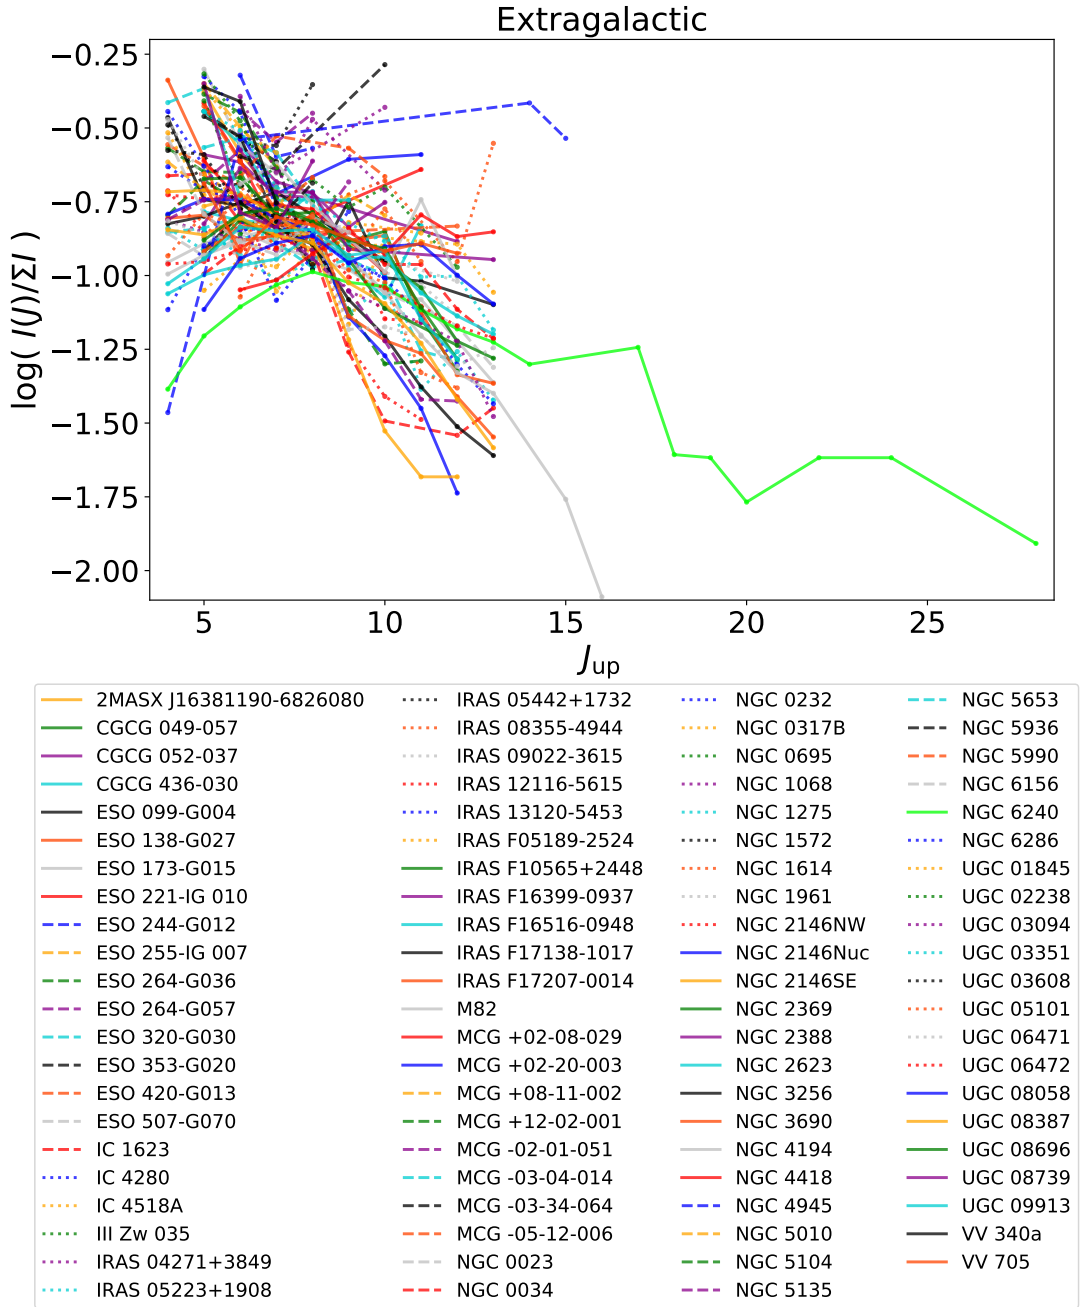 Extragalactic
−0.25
−0.50
−0.75
−1.00
−1.25
−1.50
−1.75
−2.00
log( I(J)/ΣI )
5 10 15 20 25
Jup
2MASX J16381190-6826080
CGCG 049-057
CGCG 052-037
CGCG 436-030
ESO 099-G004
ESO 138-G027
ESO 173-G015
ESO 221-IG 010
ESO 244-G012
ESO 255-IG 007
ESO 264-G036
ESO 264-G057
ESO 320-G030
ESO 353-G020
ESO 420-G013
ESO 507-G070
IC 1623
IC 4280
IC 4518A
III Zw 035
IRAS 04271+3849
IRAS 05223+1908
IRAS 05442+1732
IRAS 08355-4944
IRAS 09022-3615
IRAS 12116-5615
IRAS 13120-5453
IRAS F05189-2524
IRAS F10565+2448
IRAS F16399-0937
IRAS F16516-0948
IRAS F17138-1017
IRAS F17207-0014
M82
MCG +02-08-029
MCG +02-20-003
MCG +08-11-002
MCG +12-02-001
MCG -02-01-051
MCG -03-04-014
MCG -03-34-064
MCG -05-12-006
NGC 0023
NGC 0034
NGC 0232
NGC 0317B
NGC 0695
NGC 1068
NGC 1275
NGC 1572
NGC 1614
NGC 1961
NGC 2146NW
NGC 2146Nuc
NGC 2146SE
NGC 2369
NGC 2388
NGC 2623
NGC 3256
NGC 3690
NGC 4194
NGC 4418
NGC 4945
NGC 5010
NGC 5104
NGC 5135
NGC 5653
NGC 5936
NGC 5990
NGC 6156
NGC 6240
NGC 6286
UGC 01845
UGC 02238
UGC 03094
UGC 03351
UGC 03608
UGC 05101
UGC 06471
UGC 06472
UGC 08058
UGC 08387
UGC 08696
UGC 08739
UGC 09913
VV 340a
VV 705